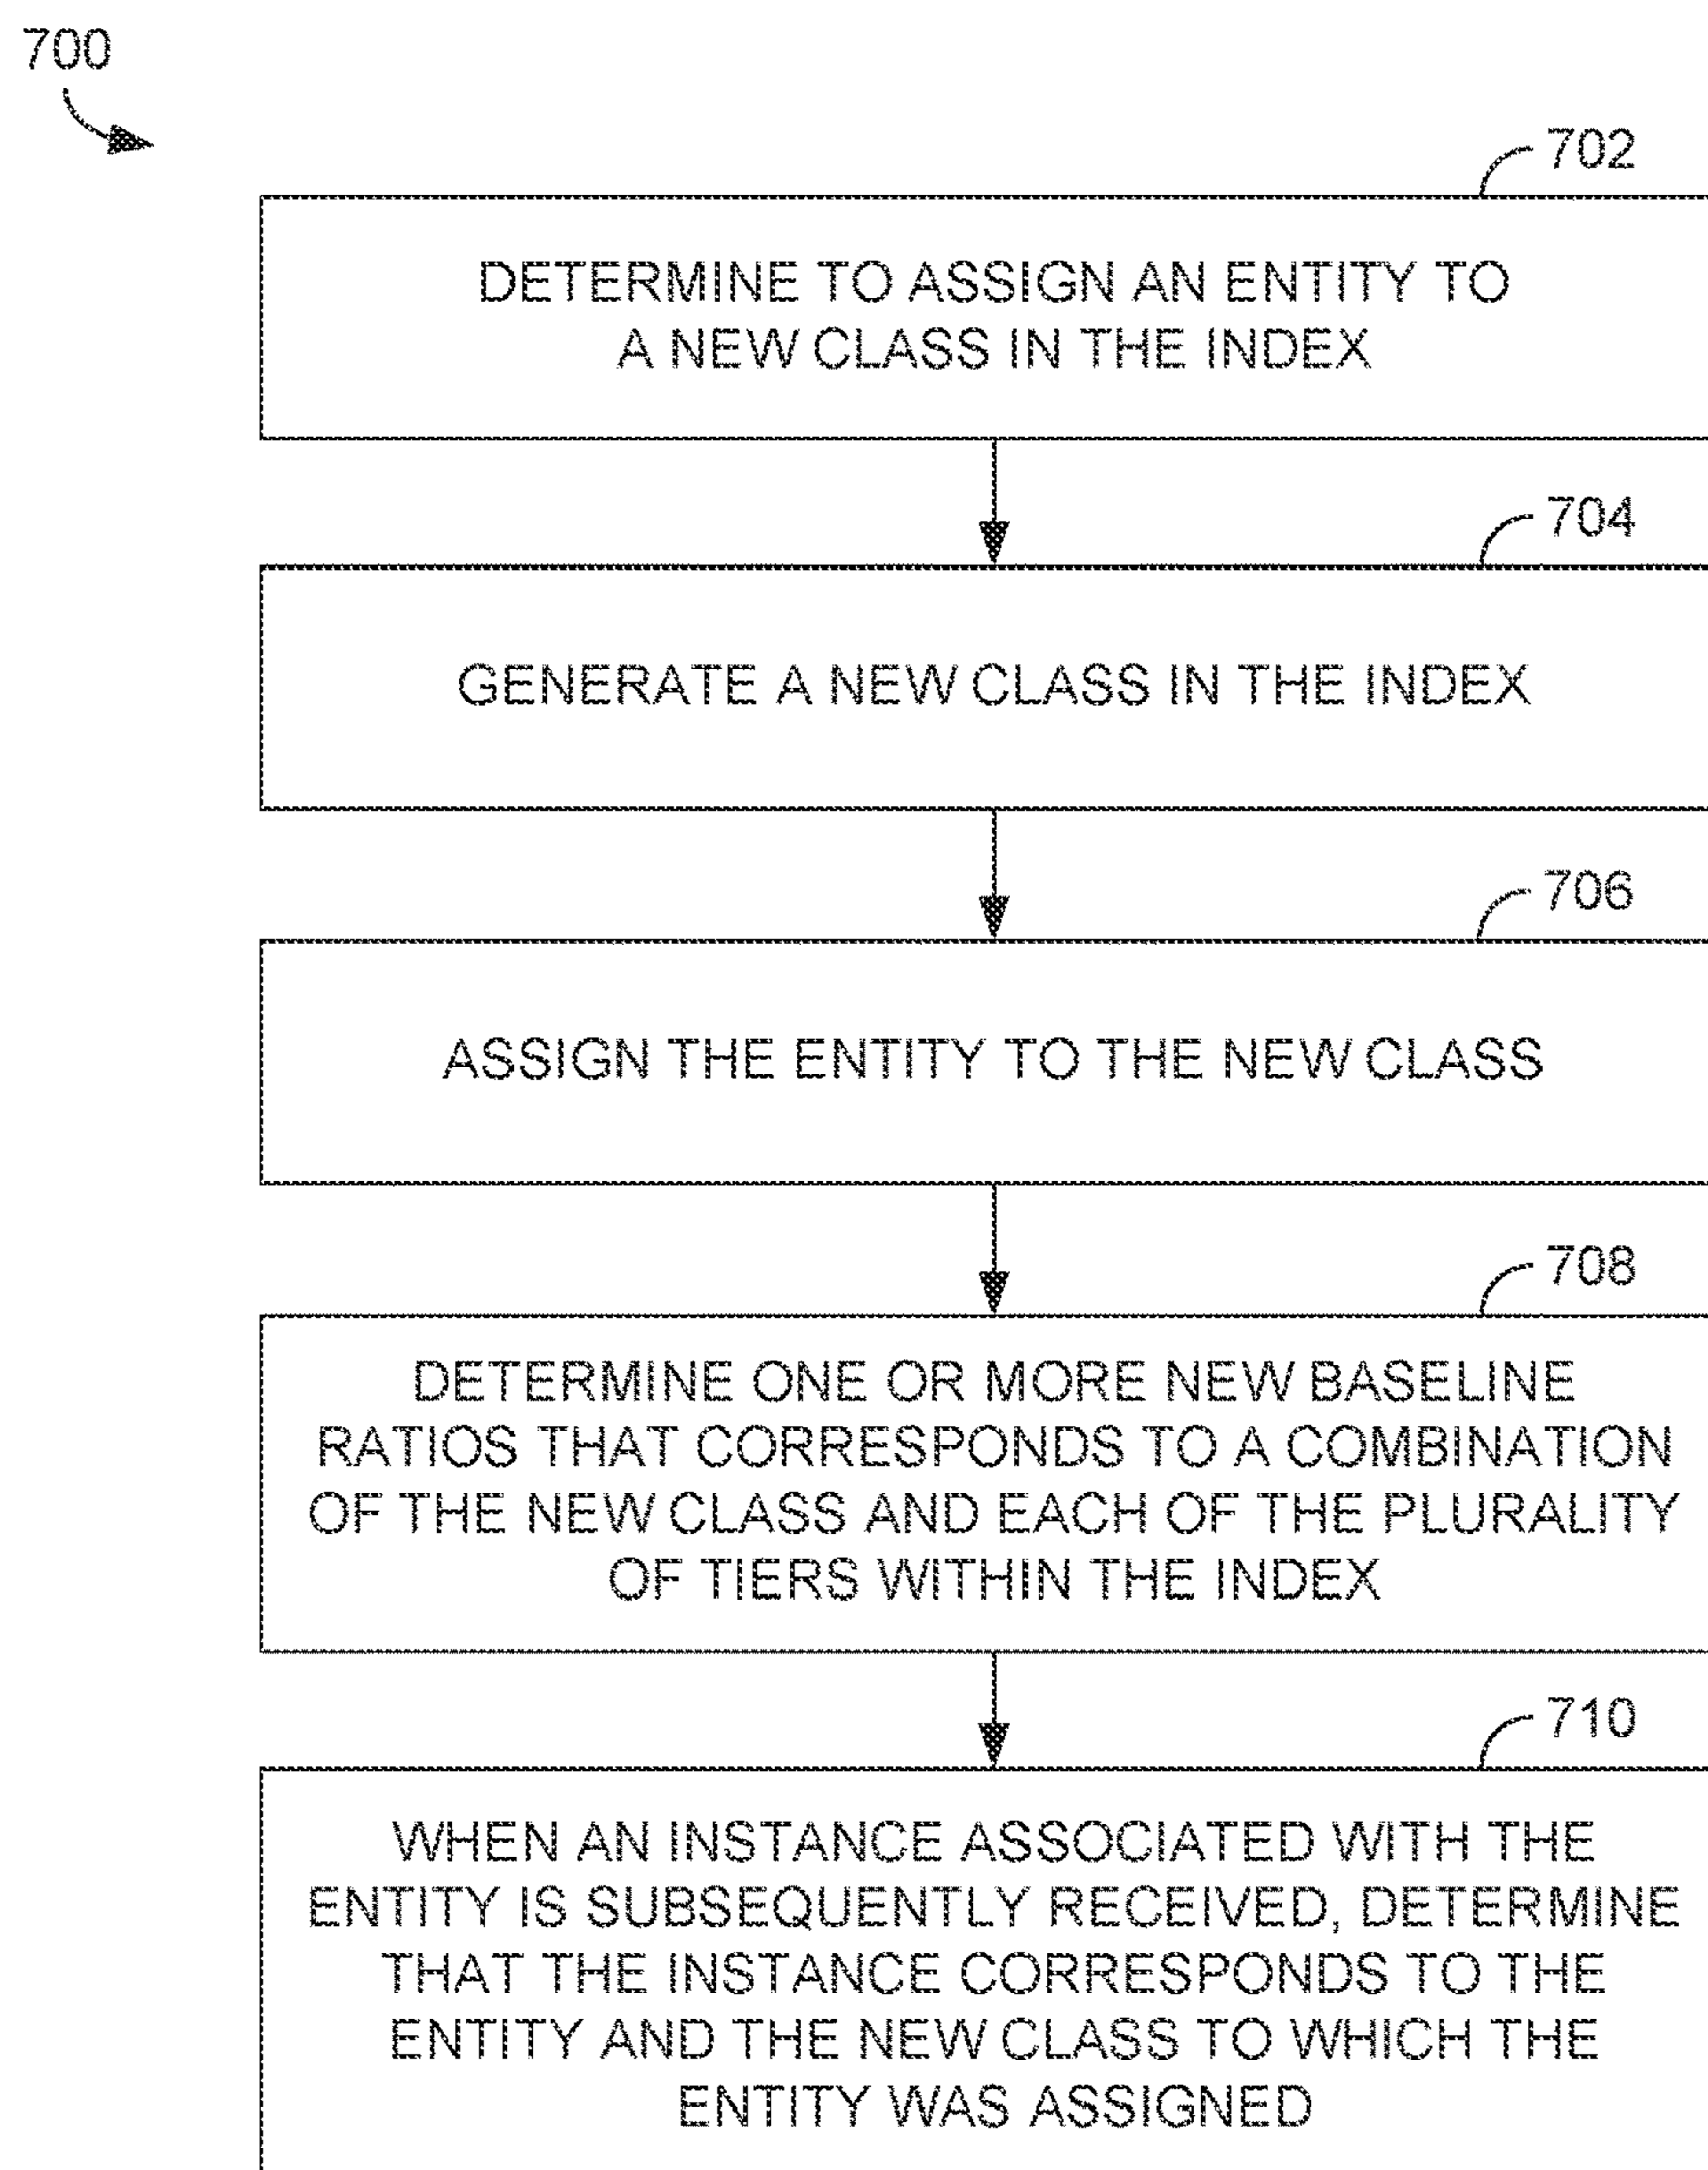 700
702
DETERMINE TO ASSIGN AN ENTITY TO
A NEW CLASS IN THE INDEX
704
GENERATE A NEW CLASS IN THE INDEX
706
ASSIGN THE ENTITY TO THE NEW CLASS
708
DETERMINE ONE OR MORE NEW BASELINE
RATIOS THAT CORRESPONDS TO A COMBINATION
OF THE NEW CLASS AND EACH OF THE PLURALITY
OF TIERS WITHIN THE INDEX
710
WHEN AN INSTANCE ASSOCIATED WITH THE
ENTITY IS SUBSEQUENTLY RECEIVED, DETERMINE
THAT THE INSTANCE CORRESPONDS TO THE
ENTITY AND THE NEW CLASS TO WHICH THE
ENTITY WAS ASSIGNED